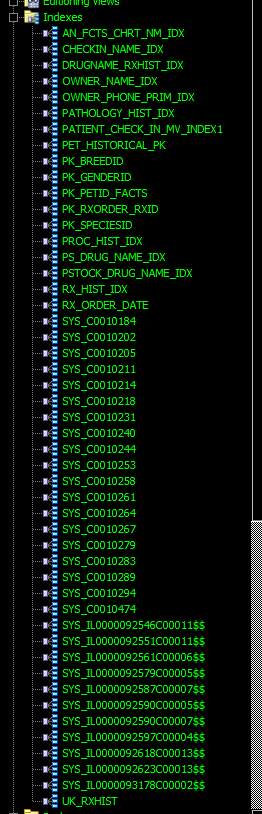 Editioning Views
Indexes
AN_FCTS_CHRT_NM_IDX
CHECKIN_NAME_IDX
DRUGNAME_RXHIST_IDX
OWNER_NAME_IDX
OWNER_PHONE_PRIM_IDX
PATHOLOGY_HIST_IDX
PATIENT_CHECK_IN_MV_INDEX1
PET_HISTORICAL_PK
PK_BREEDID
PK_GENDERID
PK_PETID_FACTS
PK_RXORDER_RXID
PK_SPECIESID
PROC_HIST_IDX
PS_DRUG_NAME_IDX
PSTOCK_DRUG_NAME_IDX
RX_HIST_IDX
RX_ORDER_DATE
SYS_C0010184
SYS_C0010202
SYS_C0010205
SYS_C0010211
SYS_C0010214
SYS_C0010218
SYS_C0010231
SYS_C0010240
SYS_C0010244
SYS_C0010253
SYS_C0010258
SYS_C0010261
SYS_C0010264
SYS_C0010267
SYS_C0010279
SYS_C0010283
SYS_C0010289
SYS_C0010294
SYS_C0010474
SYS_IL0000092546C00011$$
SYS_IL0000092551C00011$$
SYS_IL0000092561C00006$$
SYS_IL0000092579C00005$$
SYS_IL0000092587C00007$$
SYS_IL0000092590C00005$$
SYS_IL0000092590C00007$$
SYS_IL0000092597C00004$$
SYS_IL0000092618C00013$$
SYS_IL0000092623C00013$$
SYS_IL0000093178C00002$$
UK_RXHIST